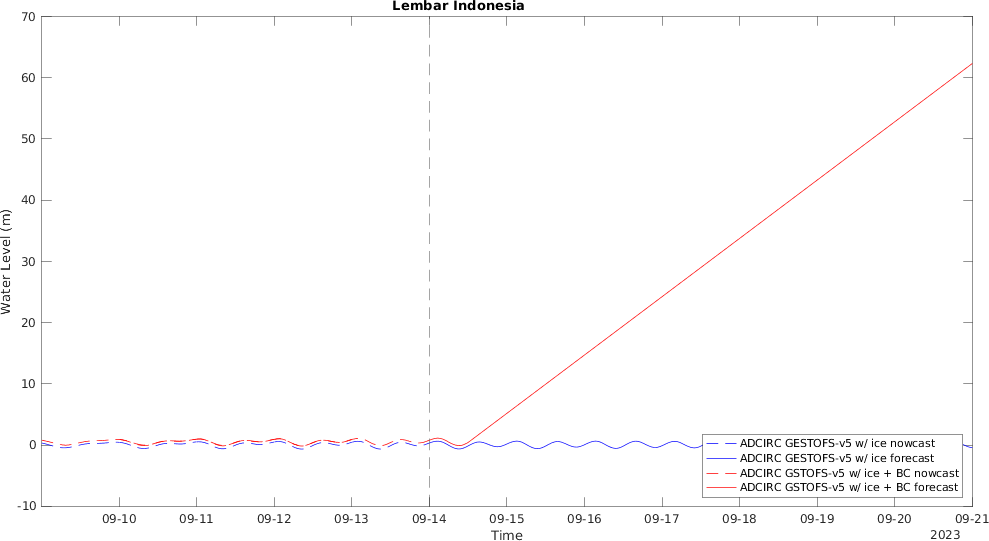 Lembar Indonesia
Water Level (m)
70
60
50
40
30
20
10
0
-10
ADCIRC GESTOFS-v5 w/ ice nowcast
ADCIRC GESTOFS-v5 w/ ice forecast
ADCIRC GSTOFS-v5 w/ ice + BC nowcast
ADCIRC GSTOFS-v5 w/ ice + BC forecast
09-10 09-11 09-12 09-13 09-14 09-15 09-16 09-17 09-18 09-19 09-20 09-21
Time
2023